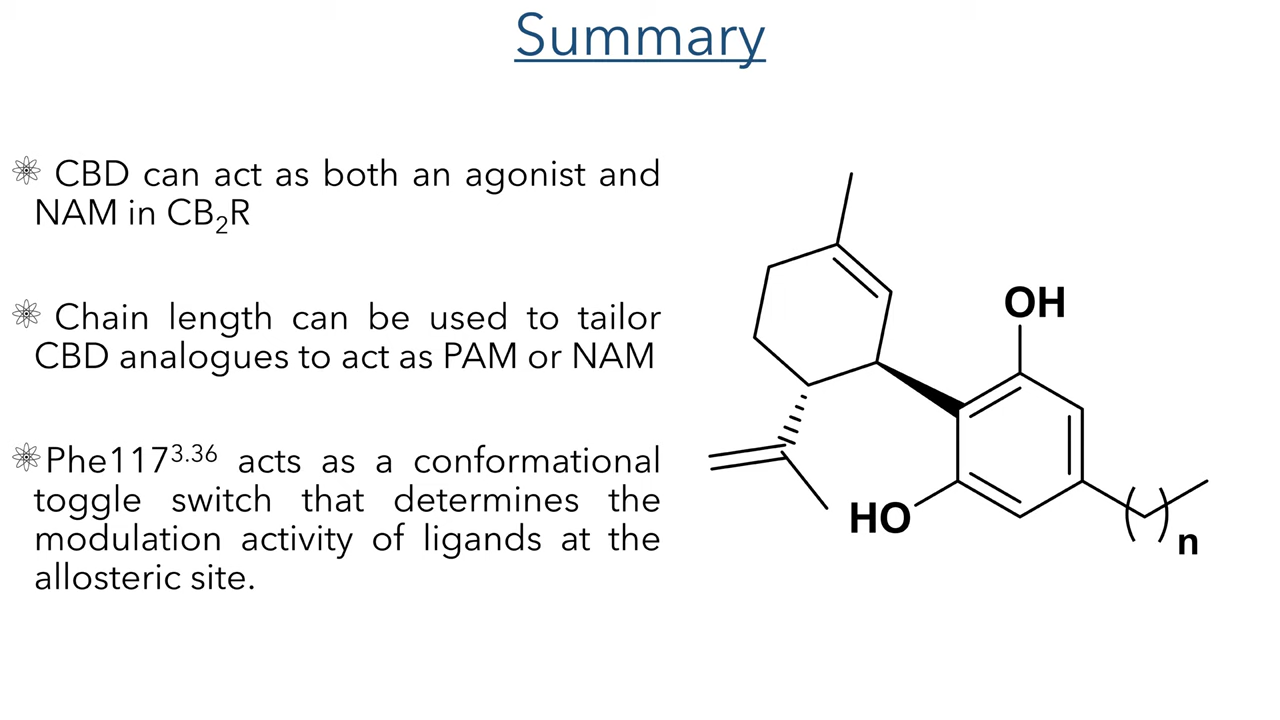 Summary
CBD can act as both an agonist and
NAM in CB₂R
Chain length can be used to tailor
CBD analogues to act as PAM or NAM
Phe117³·³⁶ acts as a conformational
toggle switch that determines the
modulation activity of ligands at the
allosteric site.
OH
HO
n